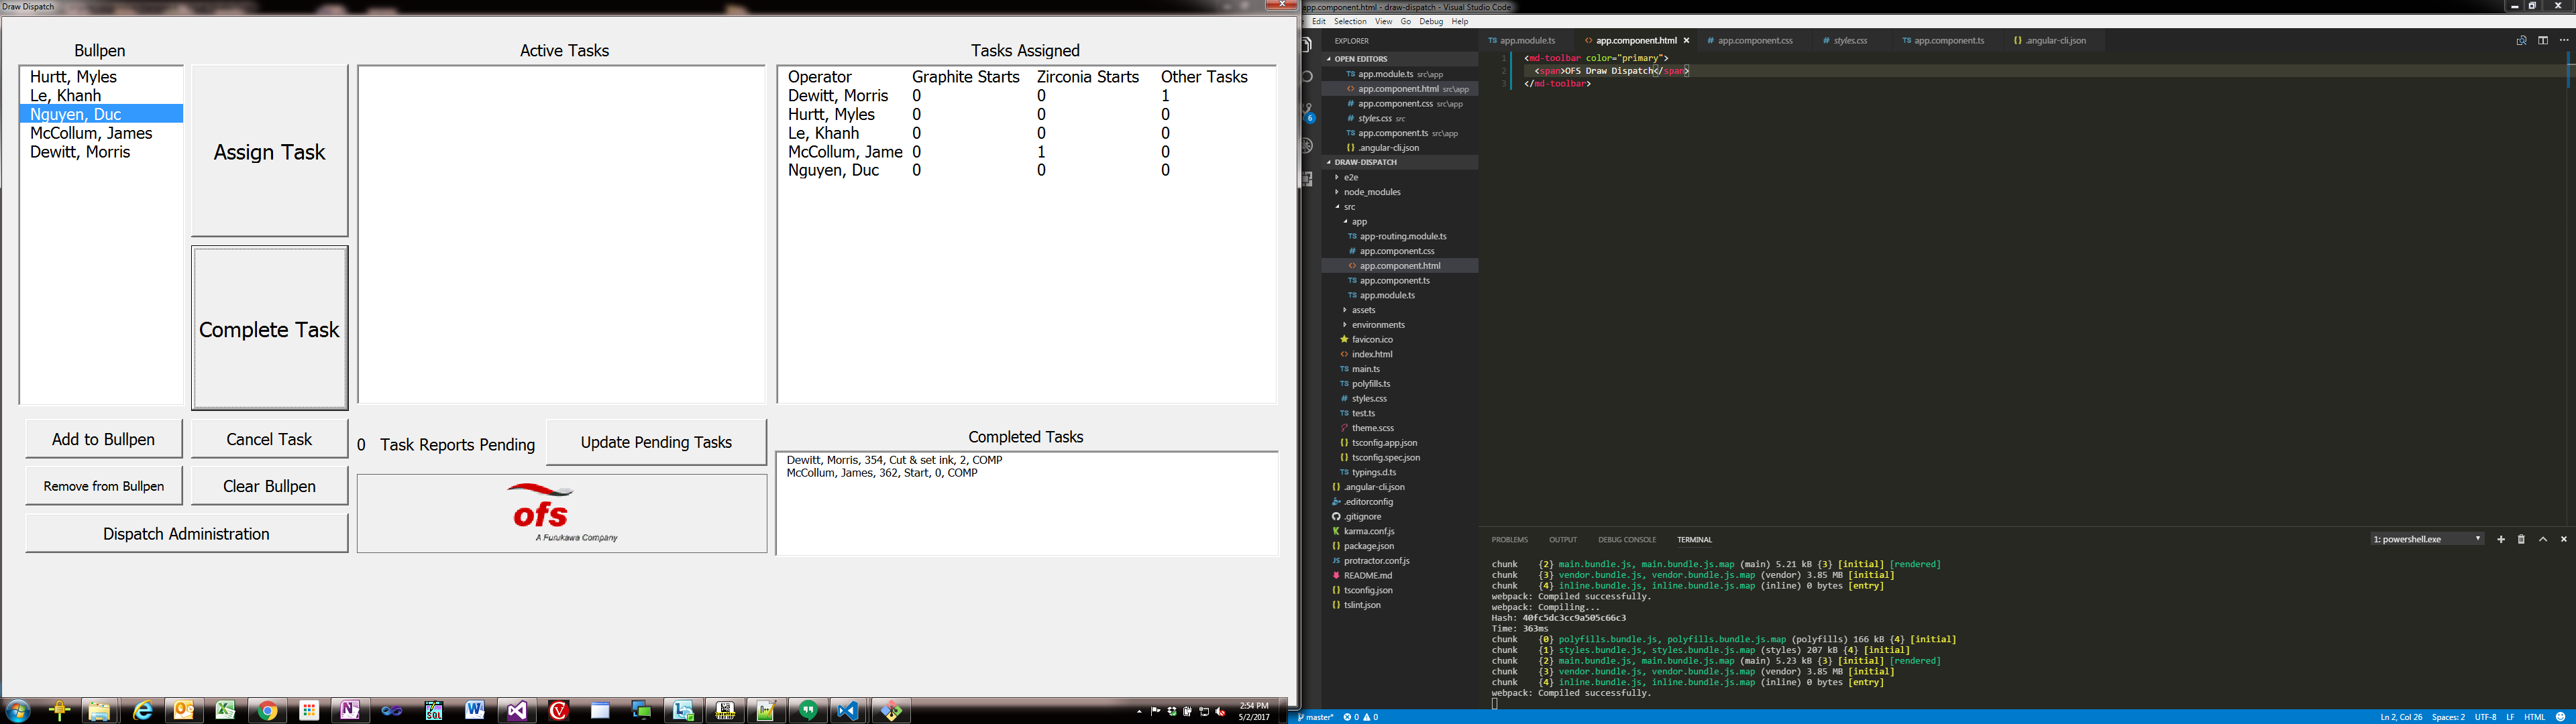 Draw Dispatch
Bullpen
Hurtt, Myles
Le, Khanh
Nguyen, Duc
McCollum, James
Dewitt, Morris
Assign Task
Complete Task
Add to Bullpen
Cancel Task
Remove from Bullpen
Clear Bullpen
Dispatch Administration
Active Tasks
0 Task Reports Pending
Update Pending Tasks
ofs
A Furukawa Company
Tasks Assigned
Operator Graphite Starts Zirconia Starts Other Tasks
Dewitt, Morris 0 0 1
Hurtt, Myles 0 0 0
Le, Khanh 0 0 0
McCollum, Jame 0 1 0
Nguyen, Duc 0 0 0
Completed Tasks
Dewitt, Morris, 354, Cut & set ink, 2, COMP
McCollum, James, 362, Start, 0, COMP
2:54 PM
5/2/2017
app.component.html - draw-dispatch - Visual Studio Code
Edit Selection View Go Debug Help
EXPLORER
OPEN EDITORS
TS app.module.ts src\app
<> app.component.html src\app
# app.component.css src\app
# styles.css src
TS app.component.ts src\app
{} .angular-cli.json
6
DRAW-DISPATCH
e2e
node_modules
src
app
TS app-routing.module.ts
# app.component.css
<> app.component.html
TS app.component.ts
TS app.module.ts
assets
environments
favicon.ico
<> index.html
TS main.ts
TS polyfills.ts
# styles.css
TS test.ts
theme.scss
{} tsconfig.app.json
{} tsconfig.spec.json
TS typings.d.ts
{} .angular-cli.json
.editorconfig
.gitignore
karma.conf.js
{} package.json
JS protractor.conf.js
README.md
{} tsconfig.json
{} tslint.json
TS app.module.ts <> app.component.html # app.component.css # styles.css TS app.component.ts {} .angular-cli.json
1 <md-toolbar color="primary">
2 <span>OFS Draw Dispatch</span>
3 </md-toolbar>
PROBLEMS OUTPUT DEBUG CONSOLE TERMINAL
1: powershell.exe
chunk {2} main.bundle.js, main.bundle.js.map (main) 5.21 kB {3} [initial] [rendered]
chunk {3} vendor.bundle.js, vendor.bundle.js.map (vendor) 3.85 MB [initial]
chunk {4} inline.bundle.js, inline.bundle.js.map (inline) 0 bytes [entry]
webpack: Compiled successfully.
webpack: Compiling...
Hash: 40fc5dc3cc9a505c66c3
Time: 363ms
chunk {0} polyfills.bundle.js, polyfills.bundle.js.map (polyfills) 166 kB {4} [initial]
chunk {1} styles.bundle.js, styles.bundle.js.map (styles) 207 kB {4} [initial]
chunk {2} main.bundle.js, main.bundle.js.map (main) 5.23 kB {3} [initial] [rendered]
chunk {3} vendor.bundle.js, vendor.bundle.js.map (vendor) 3.85 MB [initial]
chunk {4} inline.bundle.js, inline.bundle.js.map (inline) 0 bytes [entry]
webpack: Compiled successfully.
master* 0 0
Ln 2, Col 26 Spaces: 2 UTF-8 LF HTML